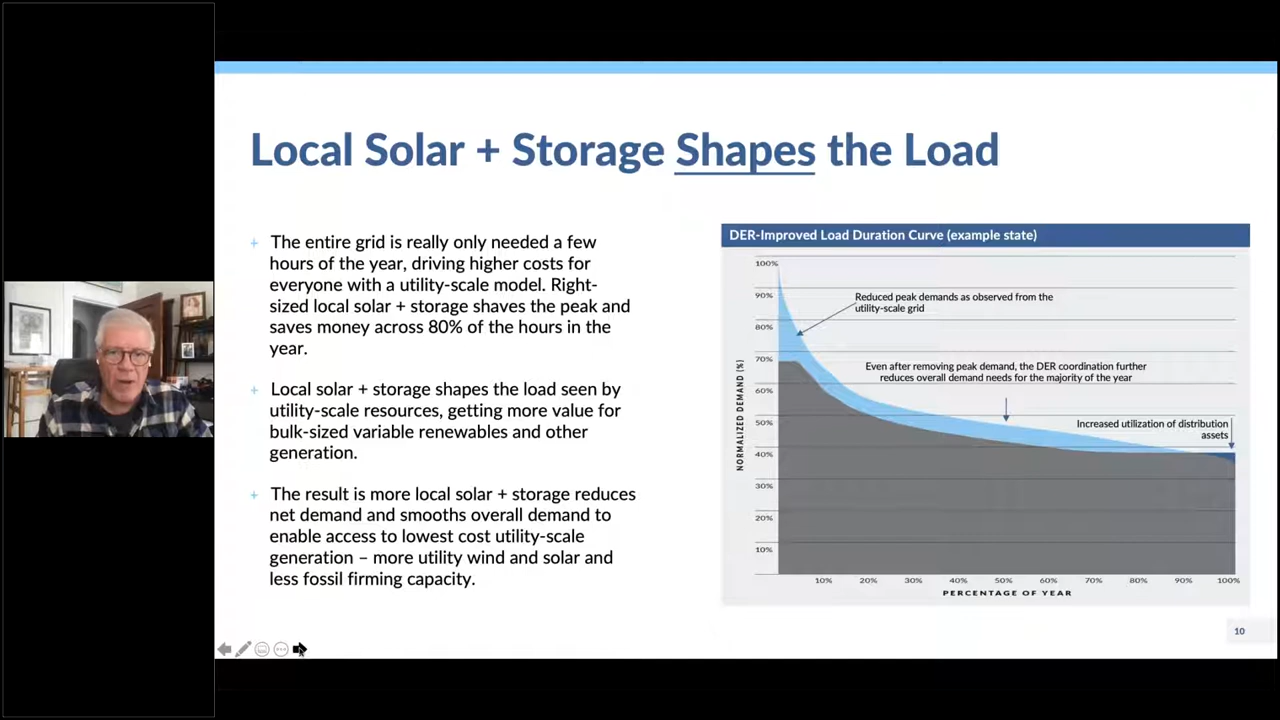 Local Solar + Storage Shapes the Load
+ The entire grid is really only needed a few
hours of the year, driving higher costs for
everyone with a utility-scale model. Right-
sized local solar + storage shaves the peak and
saves money across 80% of the hours in the
year.
+ Local solar + storage shapes the load seen by
utility-scale resources, getting more value for
bulk-sized variable renewables and other
generation.
+ The result is more local solar + storage reduces
net demand and smooths overall demand to
enable access to lowest cost utility-scale
generation – more utility wind and solar and
less fossil firming capacity.
DER-Improved Load Duration Curve (example state)
100%
90%
80%
70%
60%
50%
40%
30%
20%
10%
NORMALIZED DEMAND (%)
Reduced peak demands as observed from the
utility-scale grid
Even after removing peak demand, the DER coordination further
reduces overall demand needs for the majority of the year
Increased utilization of distribution
assets
10% 20% 30% 40% 50% 60% 70% 80% 90% 100%
PERCENTAGE OF YEAR
10